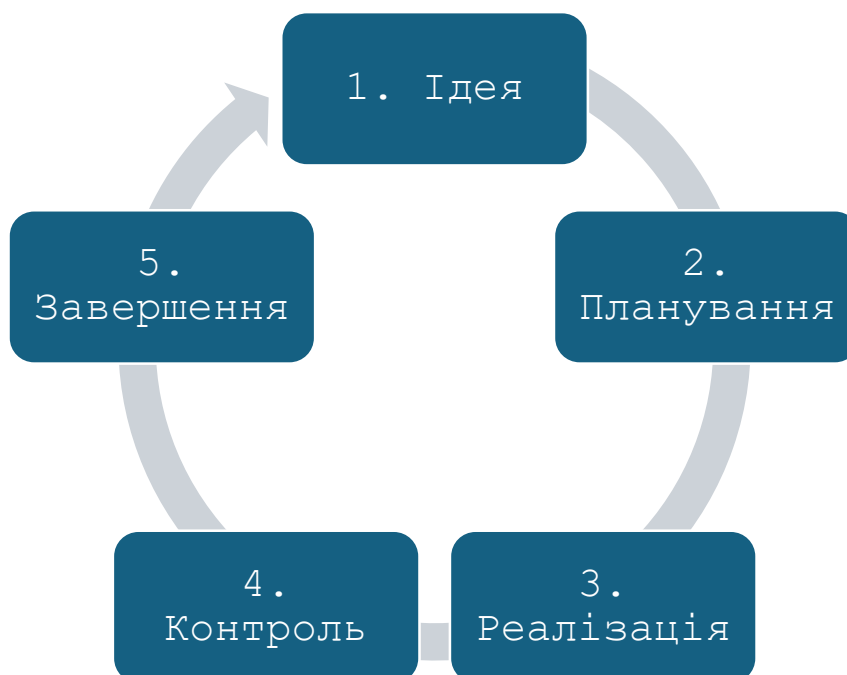 1. Ідея
2.
Планування
3.
Реалізація
4.
Контроль
5.
Завершення